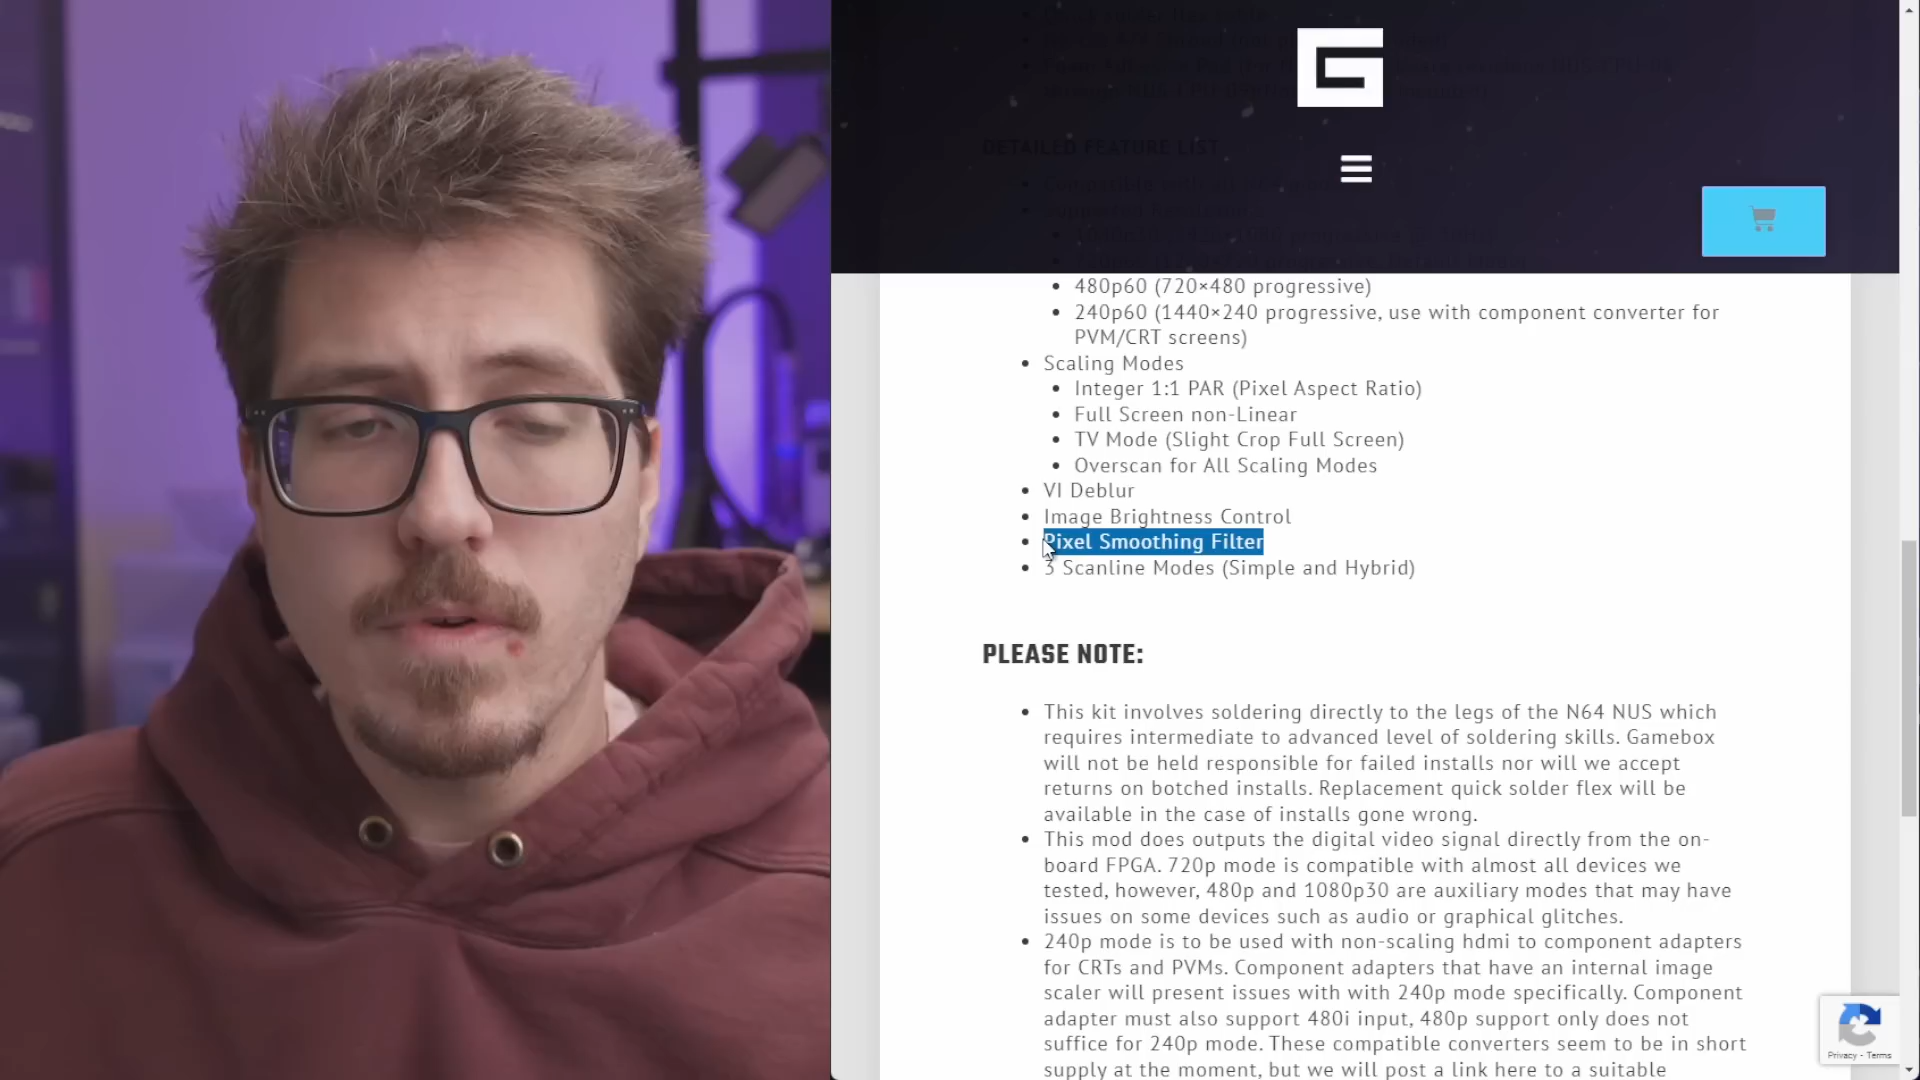 DETAILED FEATURE LIST
480p60 (720×480 progressive)
240p60 (1440×240 progressive, use with component converter for
PVM/CRT screens)
Scaling Modes
Integer 1:1 PAR (Pixel Aspect Ratio)
Full Screen non-Linear
TV Mode (Slight Crop Full Screen)
Overscan for All Scaling Modes
VI Deblur
Image Brightness Control
Pixel Smoothing Filter
3 Scanline Modes (Simple and Hybrid)
PLEASE NOTE:
This kit involves soldering directly to the legs of the N64 NUS which
requires intermediate to advanced level of soldering skills. Gamebox
will not be held responsible for failed installs nor will we accept
returns on botched installs. Replacement quick solder flex will be
available in the case of installs gone wrong.
This mod does outputs the digital video signal directly from the on-
board FPGA. 720p mode is compatible with almost all devices we
tested, however, 480p and 1080p30 are auxiliary modes that may have
issues on some devices such as audio or graphical glitches.
240p mode is to be used with non-scaling hdmi to component adapters
for CRTs and PVMs. Component adapters that have an internal image
scaler will present issues with with 240p mode specifically. Component
adapter must also support 480i input, 480p support only does not
suffice for 240p mode. These compatible converters seem to be in short
supply at the moment, but we will post a link here to a suitable
Privacy - Terms